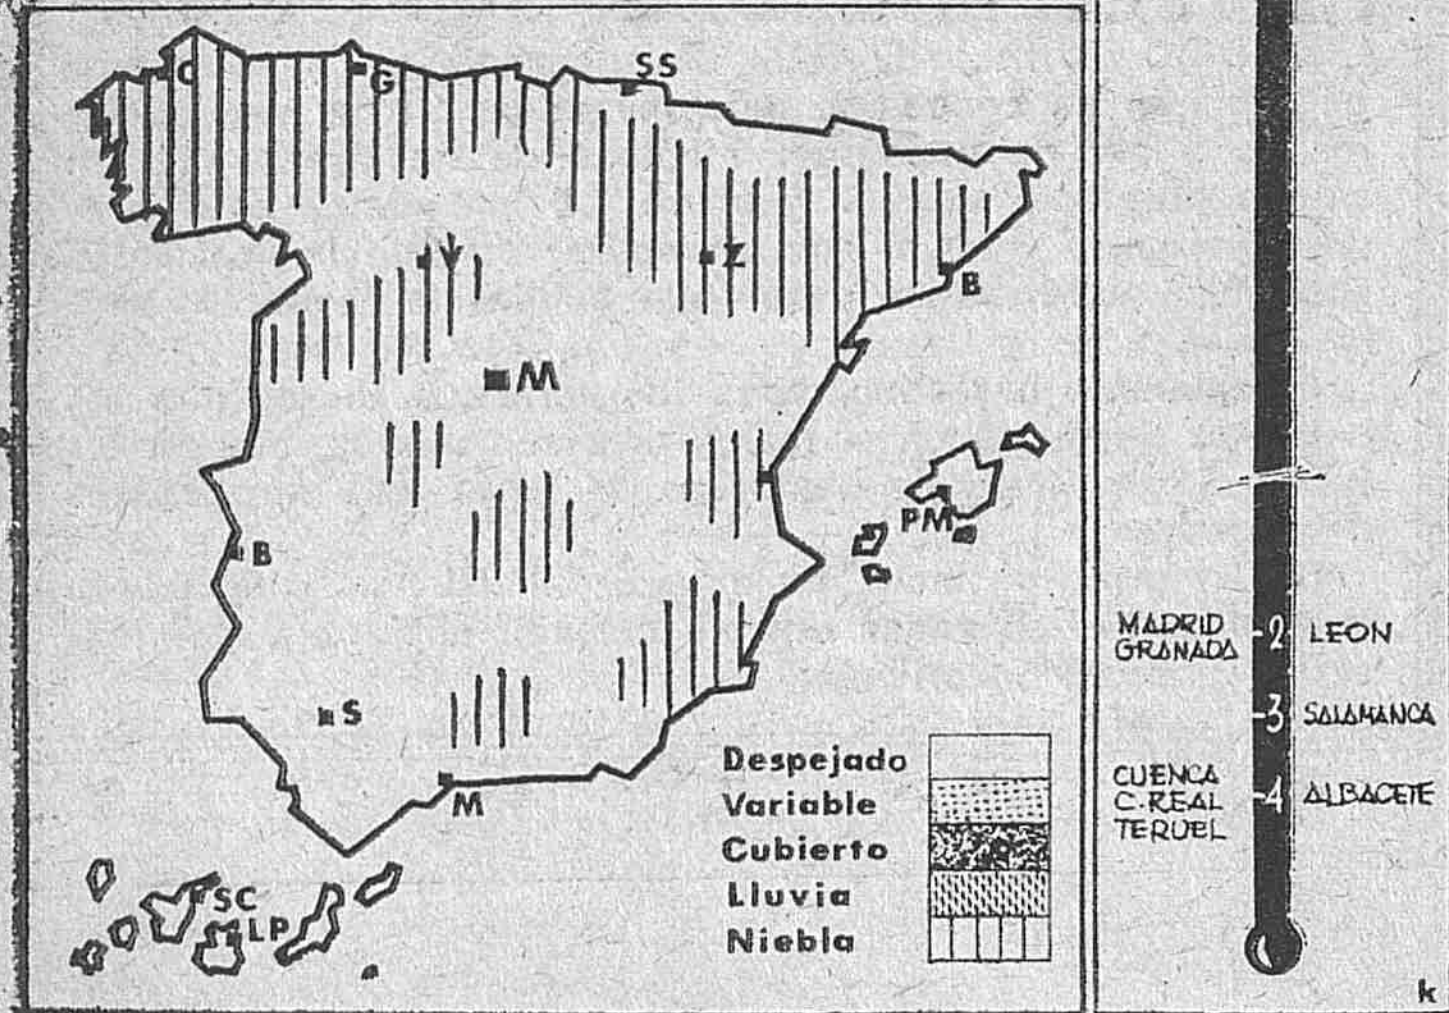 C
G
SS
V
Z
B
M
PM
B
S
M
SC
LP
Despejado
Variable
Cubierto
Lluvia
Niebla
MADRID
GRANADA
-2 LEON
-3 SALAMANCA
CUENCA
C.REAL
TERUEL
-4 ALBACETE
k